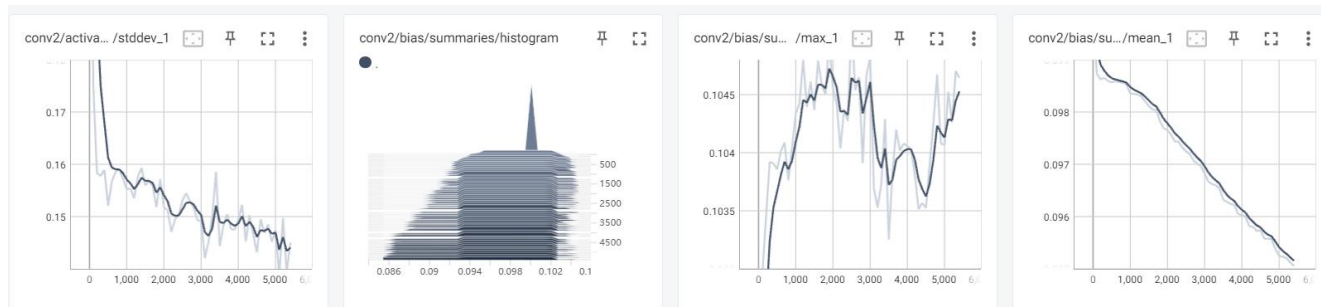 conv2/activa... /stddev_1
0.17
0.16
0.15
0 1,000 2,000 3,000 4,000 5,000
conv2/bias/summaries/histogram
.
500
1500
2500
3500
4500
0.086 0.09 0.094 0.098 0.102 0.1
conv2/bias/su... /max_1
0.1045
0.104
0.1035
0 1,000 2,000 3,000 4,000 5,000
conv2/bias/su.../mean_1
0.098
0.097
0.096
0 1,000 2,000 3,000 4,000 5,000